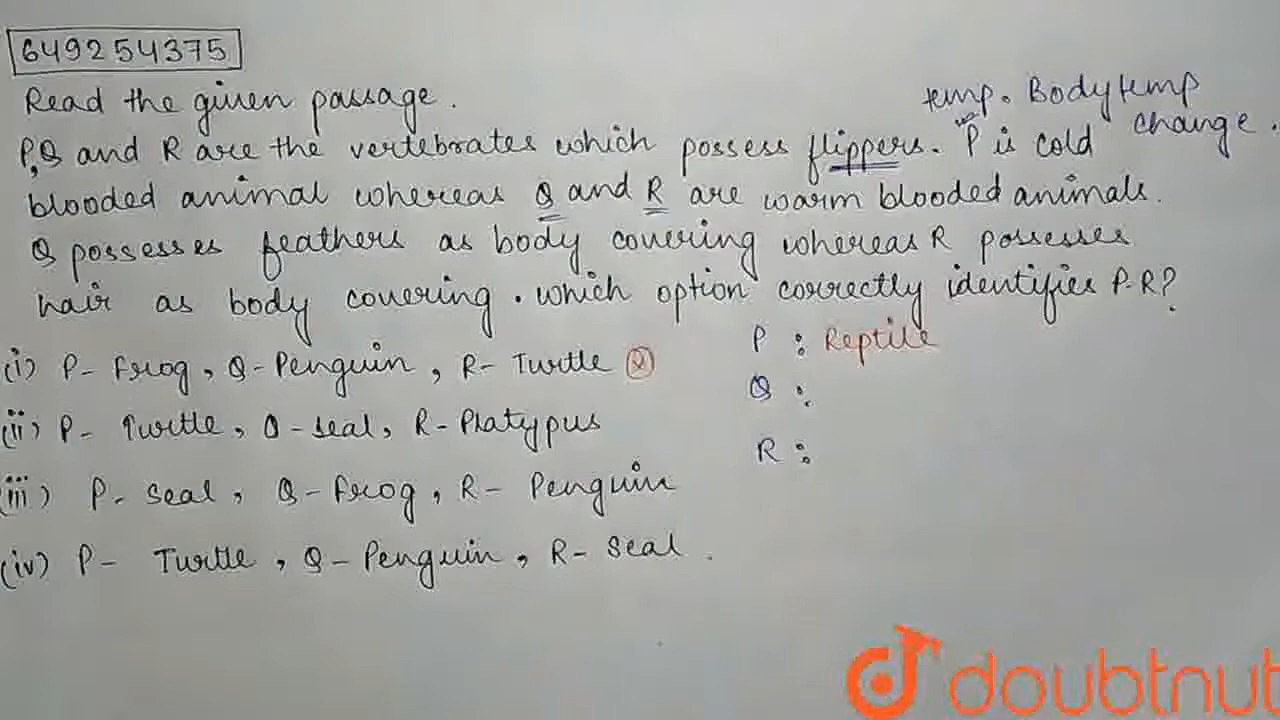 649254375
Read the given passage.
temp. Body temp change.
P,Q and R are the vertebrates which possess flippers. P is cold
blooded animal whereas Q and R are warm blooded animals.
Q possesses feathers as body covering whereas R possesses
hair as body covering. which option correctly identifies P-R?
(i) P- Frog, Q-Penguin, R- Turtle
P : Reptile
Q :
(ii) P- Turtle, Q-seal, R-Platypus
R :
(iii) P- Seal, Q-Frog, R- Penguin
(iv) P- Turtle, Q-Penguin, R- Seal.
doubtnut